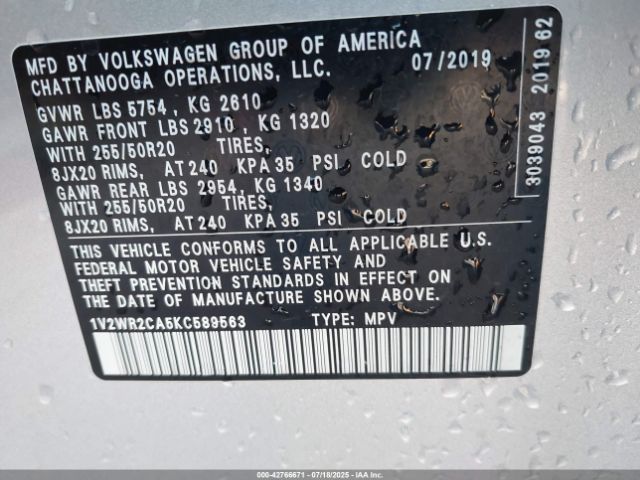 MFD BY VOLKSWAGEN GROUP OF AMERICA
CHATTANOOGA OPERATIONS, LLC. 07/2019
GVWR LBS 5754 , KG 2610
GAWR FRONT LBS 2910 , KG 1320
WITH 255/50R20 TIRES,
8JX20 RIMS, AT 240 KPA 35 PSI COLD
GAWR REAR LBS 2954, KG 1340
WITH 255/50R20 TIRES,
8JX20 RIMS, AT 240 KPA 35 PSI COLD
THIS VEHICLE CONFORMS TO ALL APPLICABLE U.S.
FEDERAL MOTOR VEHICLE SAFETY AND
THEFT PREVENTION STANDARDS IN EFFECT ON
DATE OF MANUFACTURE SHOWN ABOVE.
1V2WR2CA5KC589563 TYPE: MPV
3039043 2019 62
000-42766671 - 07/18/2025 - IAAI.COM